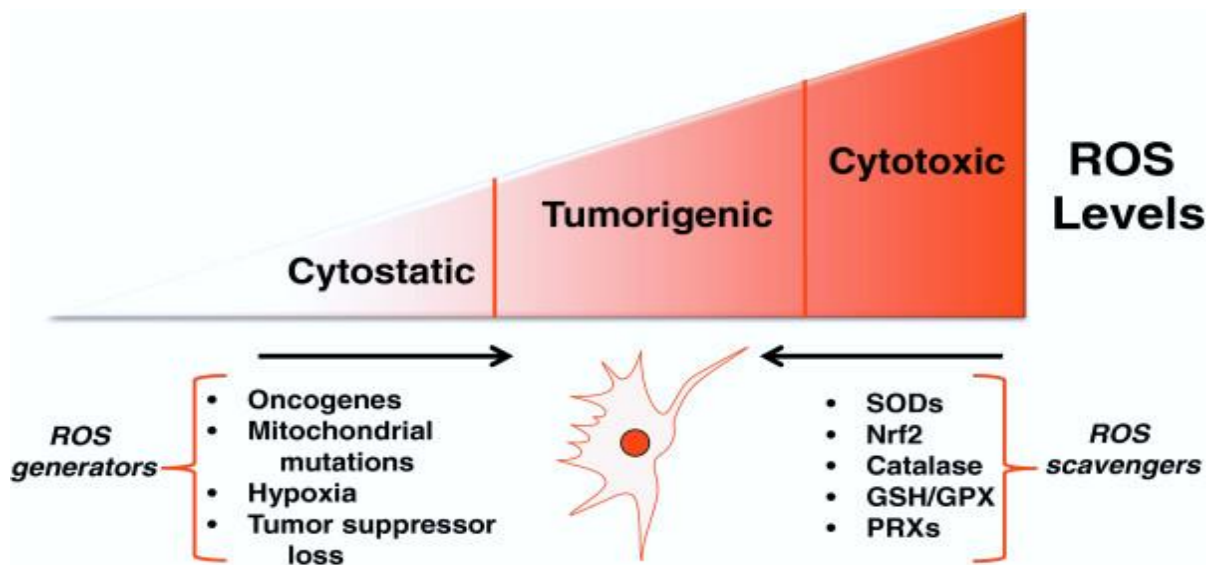 Cytostatic
Tumorigenic
Cytotoxic
ROS
Levels
ROS
generators
• Oncogenes
• Mitochondrial
mutations
• Hypoxia
• Tumor suppressor
loss
• SODs
• Nrf2
• Catalase
• GSH/GPX
• PRXs
ROS
scavengers